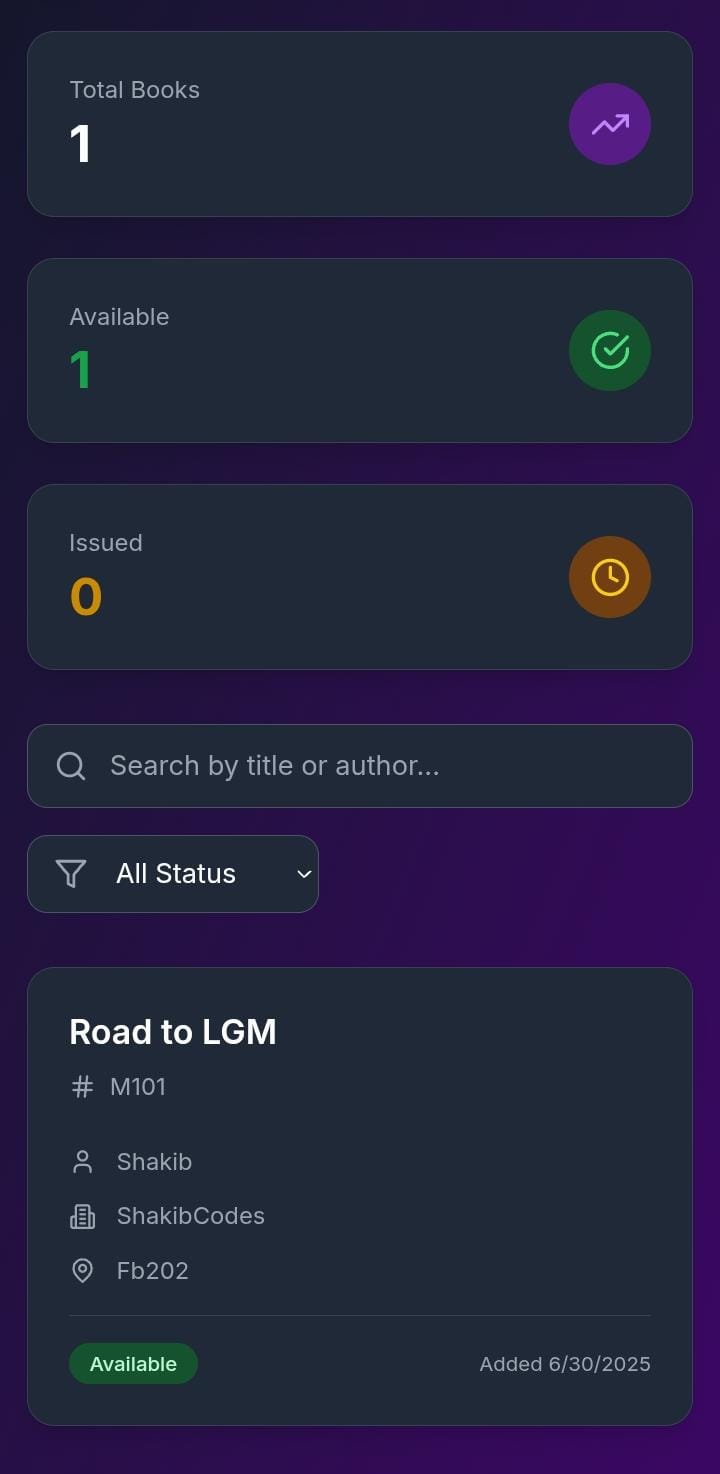 Total Books
1
Available
1
Issued
0
Search by title or author...
All Status
Road to LGM
M101
Shakib
ShakibCodes
Fb202
Available
Added 6/30/2025